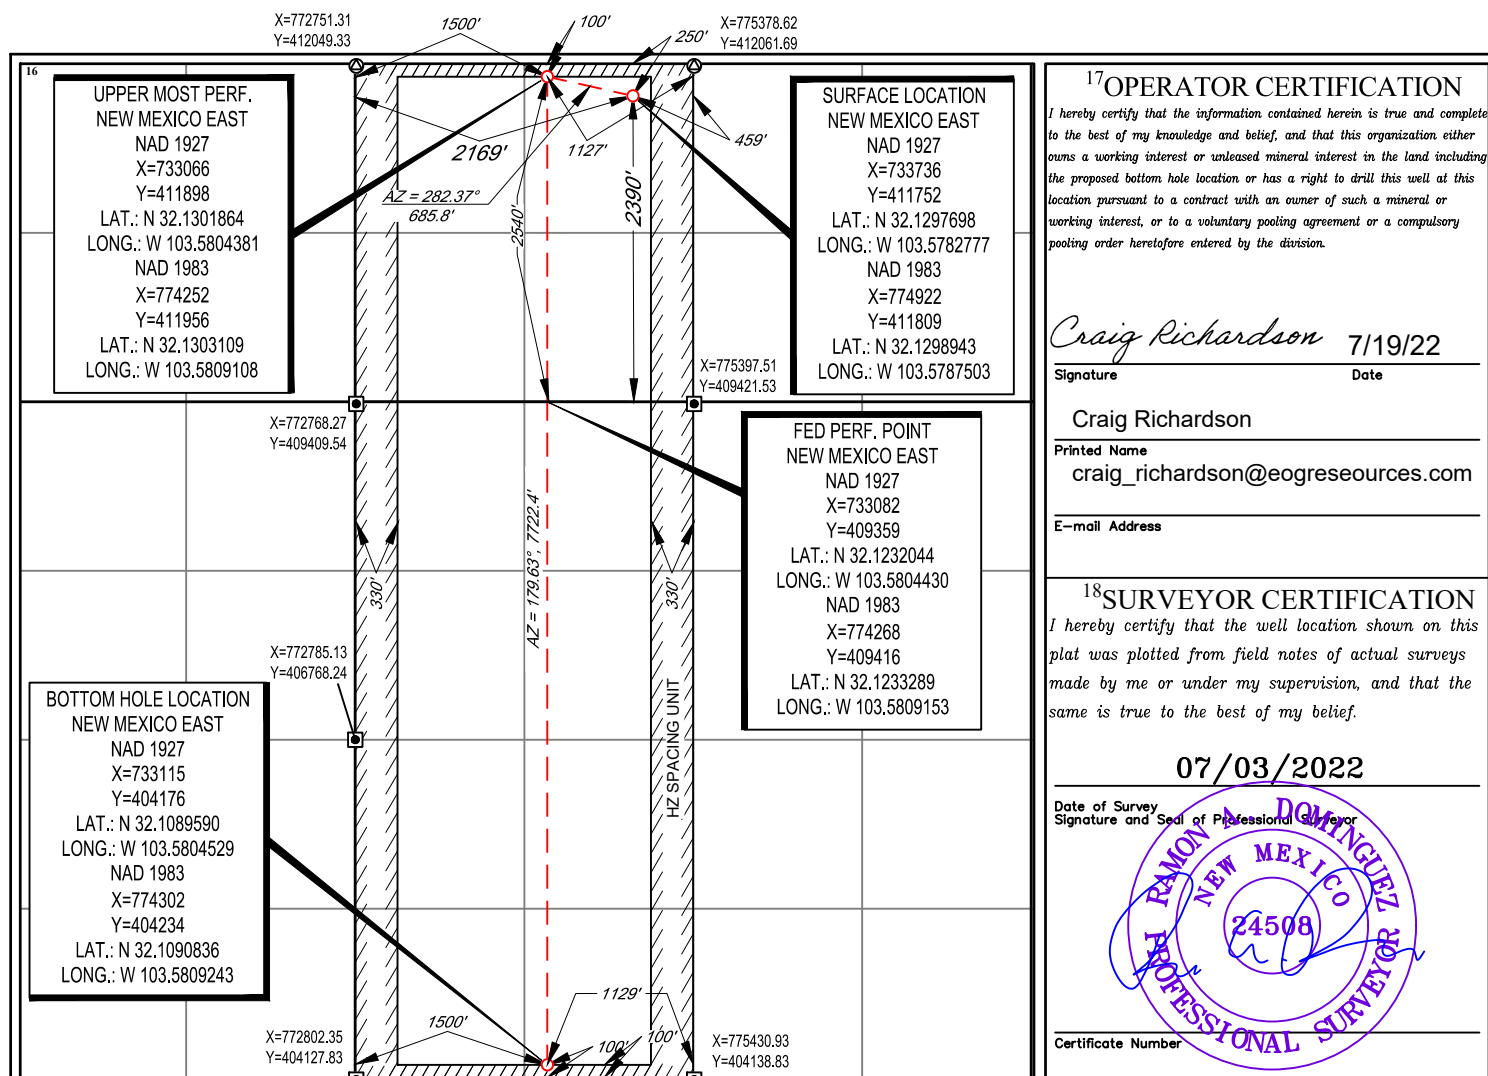 X=772751.31
Y=412049.33
1500'
100'
250'
X=775378.62
Y=412061.69
16
UPPER MOST PERF.
NEW MEXICO EAST
NAD 1927
X=733066
Y=411898
LAT.: N 32.1301864
LONG.: W 103.5804381
NAD 1983
X=774252
Y=411956
LAT.: N 32.1303109
LONG.: W 103.5809108
2169'
1127'
459'
AZ = 282.37°
685.8'
2540'
2390'
SURFACE LOCATION
NEW MEXICO EAST
NAD 1927
X=733736
Y=411752
LAT.: N 32.1297698
LONG.: W 103.5782777
NAD 1983
X=774922
Y=411809
LAT.: N 32.1298943
LONG.: W 103.5787503
X=775397.51
Y=409421.53
X=772768.27
Y=409409.54
FED PERF. POINT
NEW MEXICO EAST
NAD 1927
X=733082
Y=409359
LAT.: N 32.1232044
LONG.: W 103.5804430
NAD 1983
X=774268
Y=409416
LAT.: N 32.1233289
LONG.: W 103.5809153
AZ = 179.63°, 7722.4'
330'
330'
X=772785.13
Y=406768.24
HZ SPACING UNIT
BOTTOM HOLE LOCATION
NEW MEXICO EAST
NAD 1927
X=733115
Y=404176
LAT.: N 32.1089590
LONG.: W 103.5804529
NAD 1983
X=774302
Y=404234
LAT.: N 32.1090836
LONG.: W 103.5809243
X=772802.35
Y=404127.83
1500'
1129'
100'
100'
X=775430.93
Y=404138.83
17 OPERATOR CERTIFICATION
I hereby certify that the information contained herein is true and complete
to the best of my knowledge and belief, and that this organization either
owns a working interest or unleased mineral interest in the land including
the proposed bottom hole location or has a right to drill this well at this
location pursuant to a contract with an owner of such a mineral or
working interest, or to a voluntary pooling agreement or a compulsory
pooling order heretofore entered by the division.
Craig Richardson 7/19/22
Signature Date
Craig Richardson
Printed Name
craig_richardson@eogreseources.com
E-mail Address
18 SURVEYOR CERTIFICATION
I hereby certify that the well location shown on this
plat was plotted from field notes of actual surveys
made by me or under my supervision, and that the
same is true to the best of my belief.
07/03/2022
Date of Survey
Signature and Seal of Professional Surveyor
RAMON A. DOMINGUEZ
NEW MEXICO
24508
PROFESSIONAL SURVEYOR
Certificate Number